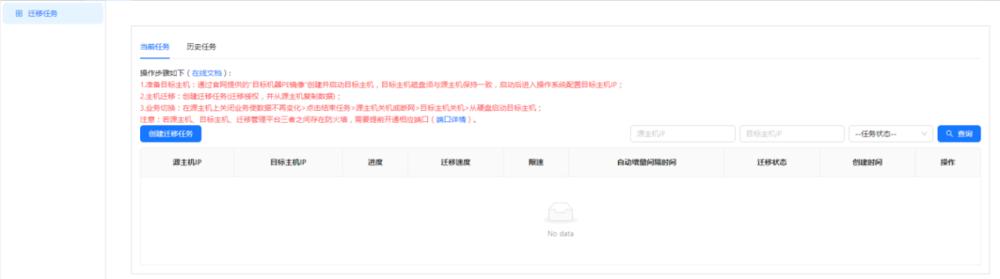 迁移任务
当前任务 历史任务
操作步骤如下（在线文档）：
1.准备目标主机：通过官网提供的"目标机器PE镜像"创建并启动目标主机，目标主机磁盘须与源主机保持一致，启动后进入操作系统配置目标主机IP；
2.主机迁移：创建迁移任务(迁移授权，并从源主机复制数据)；
3.业务切换：在源主机上关闭业务使数据不再变化>点击结束任务>源主机关机或断网>目标主机关机>从硬盘启动目标主机；
注意：若源主机、目标主机、迁移管理平台三者之间存在防火墙，需要提前开通相应端口（端口详情）。
创建迁移任务 源主机IP 目标主机IP --任务状态-- 查询
源主机IP 目标主机IP 进度 迁移速度 限速 自动增量间隔时间 迁移状态 创建时间 操作
No data